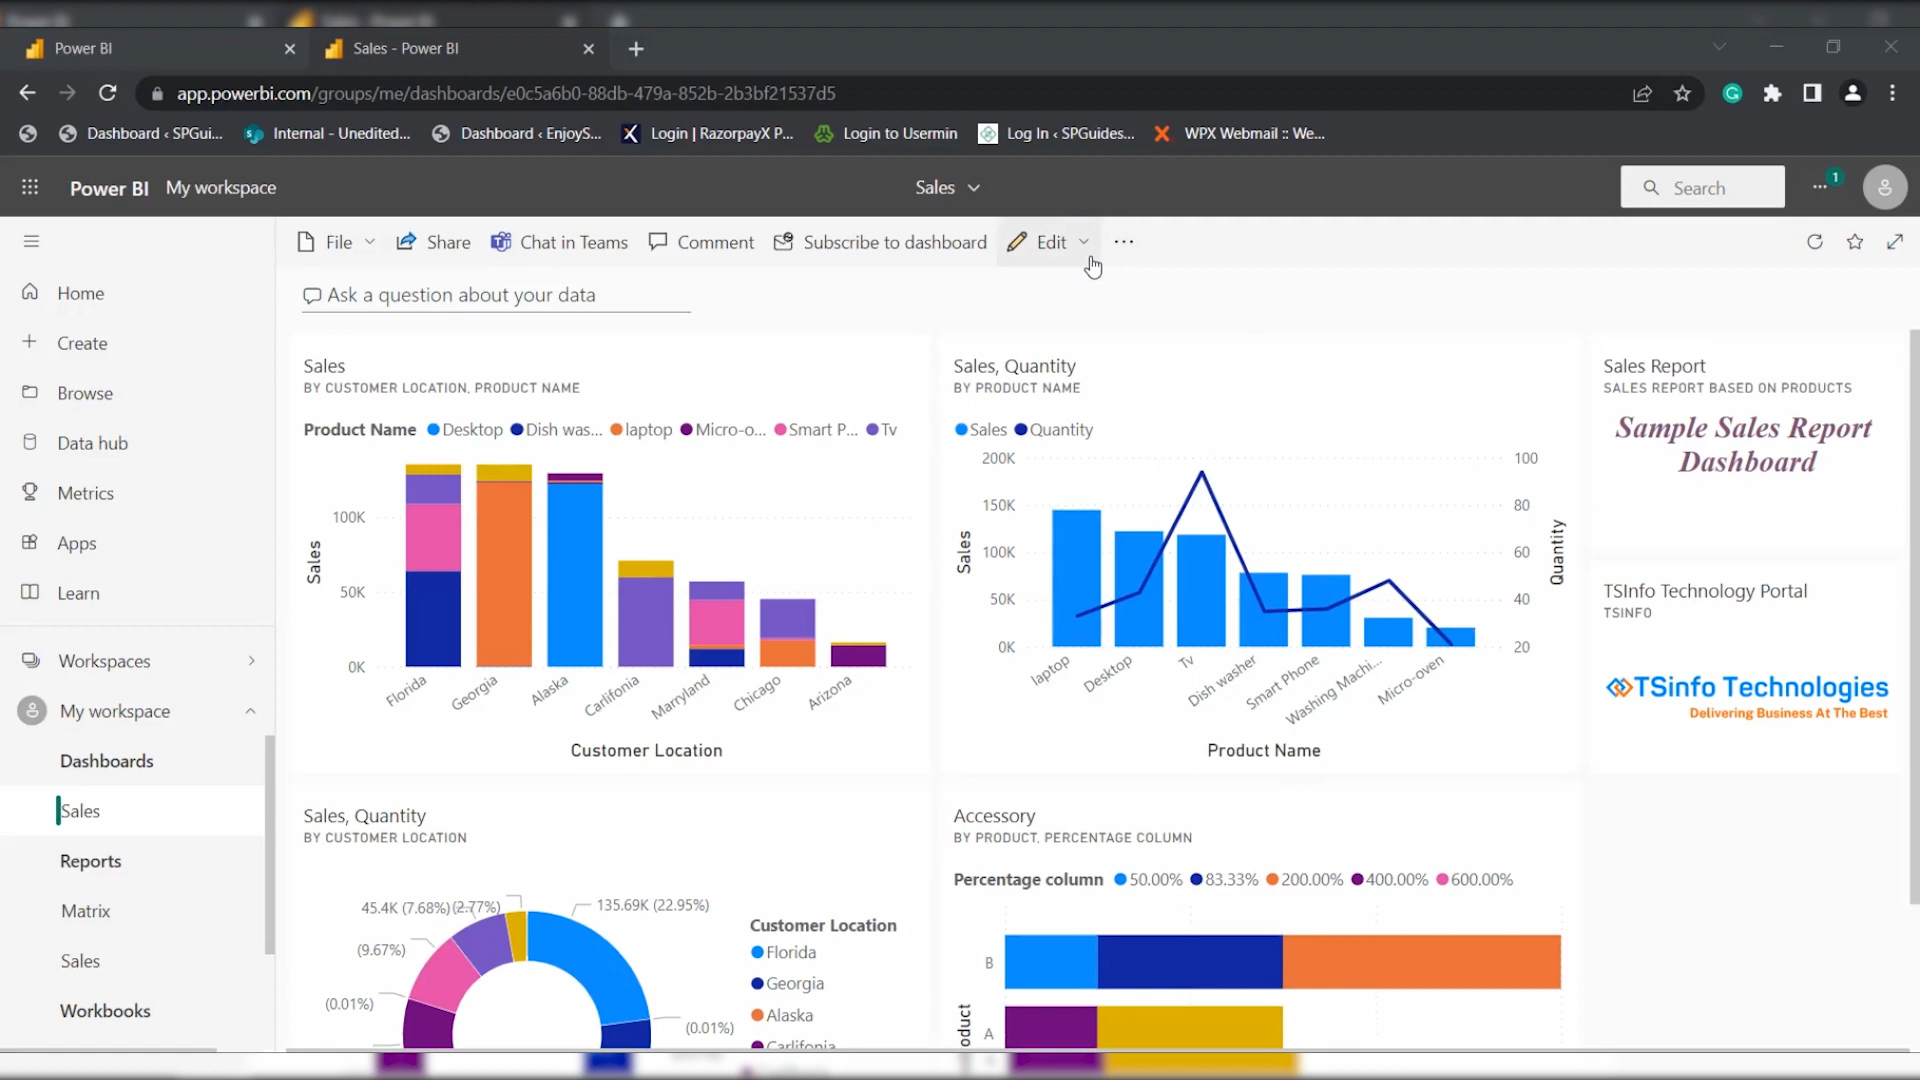 Power BI
Sales - Power BI
app.powerbi.com/groups/me/dashboards/e0c5a6b0-88db-479a-852b-2b3bf21537d5
Dashboard ‹ SPGui...
Internal - Unedited...
Dashboard ‹ EnjoyS...
Login | RazorpayX P...
Login to Usermin
Log In ‹ SPGuides...
WPX Webmail :: We...
Power BI
My workspace
Sales
Search
1
File
Share
Chat in Teams
Comment
Subscribe to dashboard
Edit
Home
Create
Browse
Data hub
Metrics
Apps
Learn
Workspaces
My workspace
Dashboards
Sales
Reports
Matrix
Sales
Workbooks
Ask a question about your data
Sales
BY CUSTOMER LOCATION, PRODUCT NAME
Product Name Desktop Dish was... laptop Micro-o... Smart P... Tv
Sales
100K
50K
0K
Florida
Georgia
Alaska
Carlifonia
Marryland
Chicago
Arizona
Customer Location
Sales, Quantity
BY PRODUCT NAME
Sales Quantity
Sales
200K
150K
100K
50K
0K
100
80
60
40
20
Quantity
laptop
Desktop
Tv
Dish washer
Smart Phone
Washing Machi...
Micro-oven
Product Name
Sales Report
SALES REPORT BASED ON PRODUCTS
Sample Sales Report
Dashboard
TSInfo Technology Portal
TSINFO
TSinfo Technologies
Delivering Business At The Best
Sales, Quantity
BY CUSTOMER LOCATION
45.4K (7.68%)
(2.77%)
135.69K (22.95%)
(9.67%)
(0.01%)
(0.01%)
Customer Location
Florida
Georgia
Alaska
Carlifonia
Accessory
BY PRODUCT, PERCENTAGE COLUMN
Percentage column 50.00% 83.33% 200.00% 400.00% 600.00%
B
A